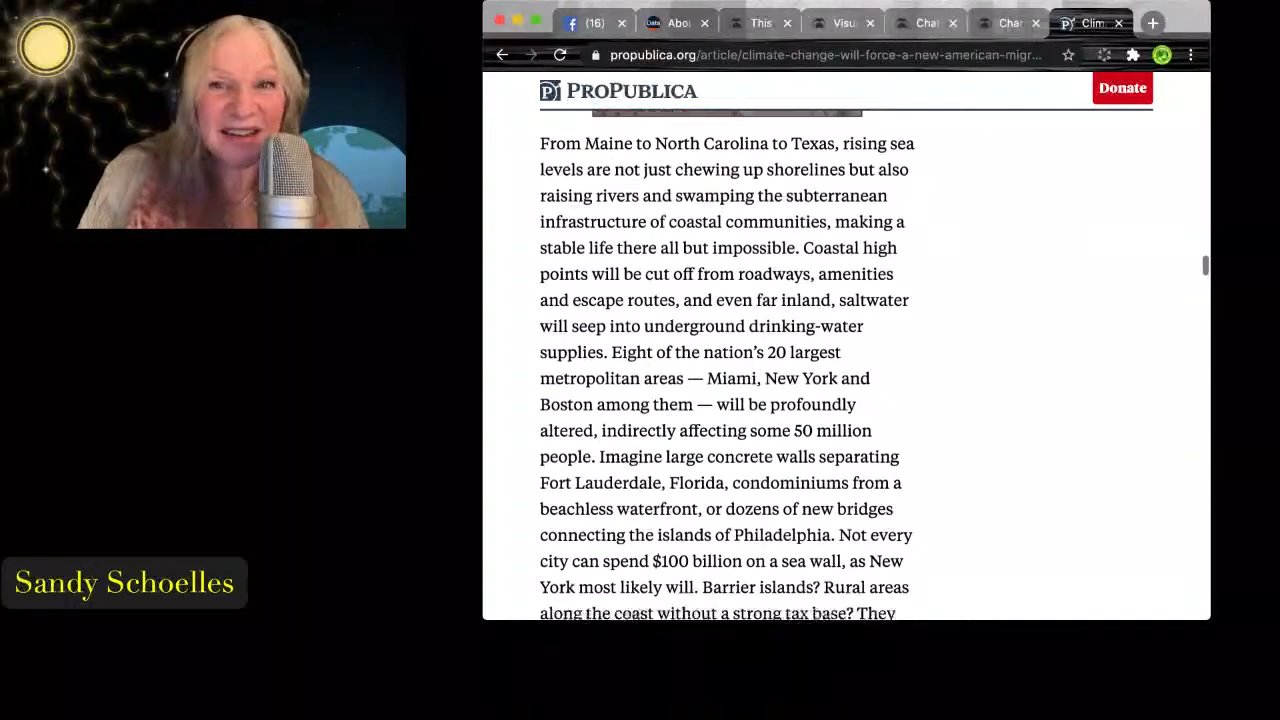 (16)
Abo
This
Visu
Chai
Chai
Clim
propublica.org/article/climate-change-will-force-a-new-american-migr...
PROPUBLICA
Donate
From Maine to North Carolina to Texas, rising sea
levels are not just chewing up shorelines but also
raising rivers and swamping the subterranean
infrastructure of coastal communities, making a
stable life there all but impossible. Coastal high
points will be cut off from roadways, amenities
and escape routes, and even far inland, saltwater
will seep into underground drinking-water
supplies. Eight of the nation’s 20 largest
metropolitan areas — Miami, New York and
Boston among them — will be profoundly
altered, indirectly affecting some 50 million
people. Imagine large concrete walls separating
Fort Lauderdale, Florida, condominiums from a
beachless waterfront, or dozens of new bridges
connecting the islands of Philadelphia. Not every
city can spend $100 billion on a sea wall, as New
York most likely will. Barrier islands? Rural areas
along the coast without a strong tax base? They
Sandy Schoelles